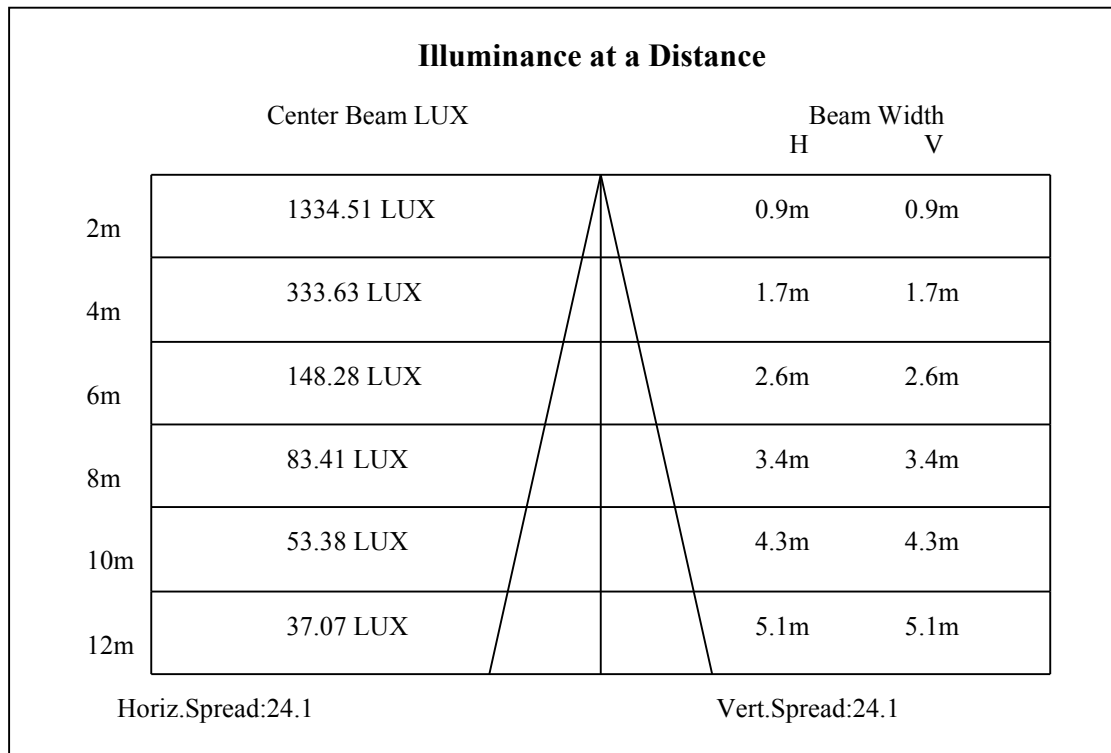 Illuminance at a Distance
Center Beam LUX Beam Width
H V
2m 1334.51 LUX 0.9m 0.9m
4m 333.63 LUX 1.7m 1.7m
6m 148.28 LUX 2.6m 2.6m
8m 83.41 LUX 3.4m 3.4m
10m 53.38 LUX 4.3m 4.3m
12m 37.07 LUX 5.1m 5.1m
Horiz.Spread:24.1 Vert.Spread:24.1